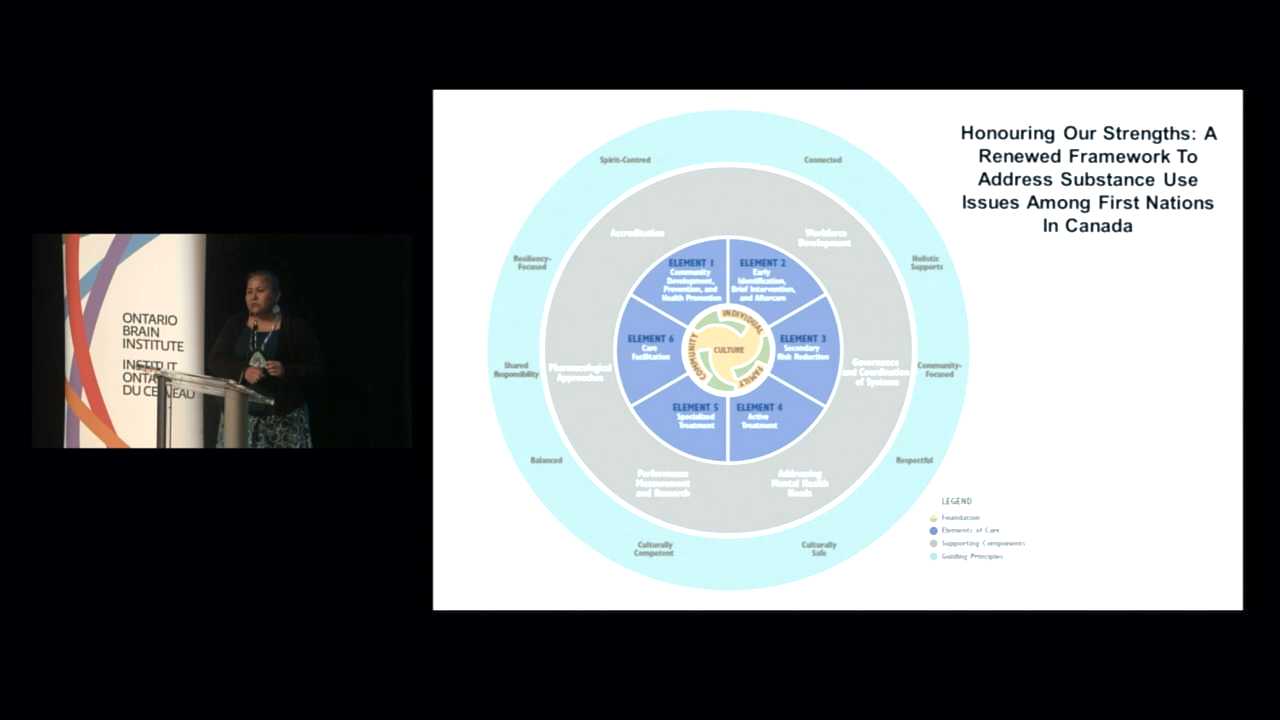 ONTARIO
BRAIN
INSTITUTE
INSTITUT
ONTA
DU CERVEAU
Honouring Our Strengths: A
Renewed Framework To
Address Substance Use
Issues Among First Nations
In Canada
Spirit-Centred
Connected
Resiliency-
Focused
Holistic
Supports
Shared
Responsibility
Community-
Focused
Balanced
Respectful
Culturally
Competent
Culturally
Safe
Accreditation
Workforce
Development
Pharmacological
Approaches
Governance
and Coordination
of Systems
Performance
Measurement
and Research
Addressing
Mental Health
Needs
ELEMENT 1
Community
Development,
Prevention, and
Health Promotion
ELEMENT 2
Early
Identification,
Brief Intervention,
and Aftercare
ELEMENT 6
Care
Facilitation
ELEMENT 3
Secondary
Risk Reduction
ELEMENT 5
Specialized
Treatment
ELEMENT 4
Active
Treatment
INDIVIDUAL
FAMILY
COMMUNITY
CULTURE
LEGEND
Foundation
Elements of Care
Supporting Components
Guiding Principles